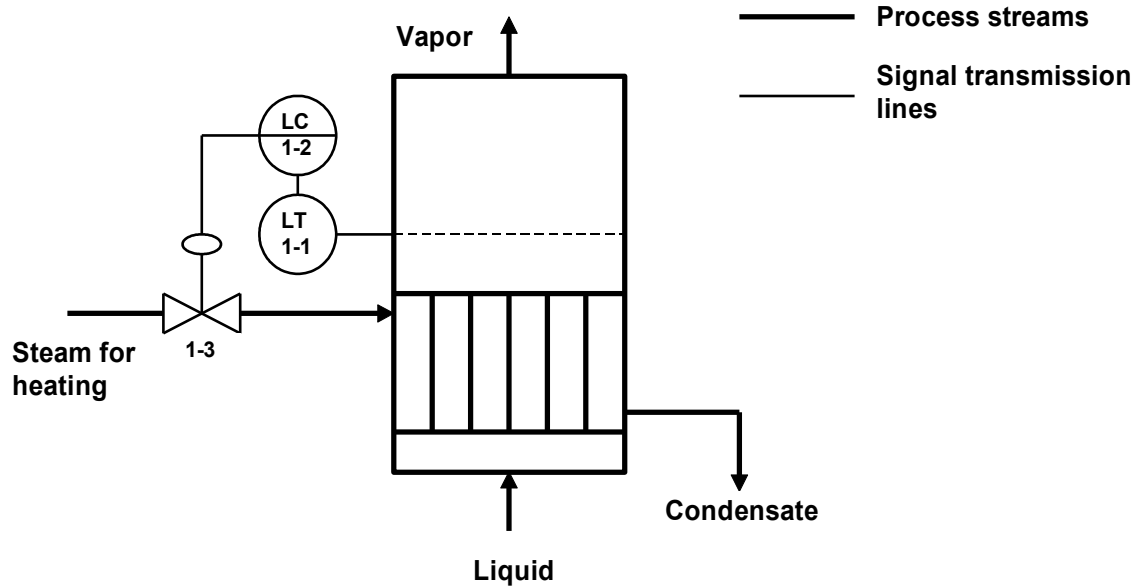 Process streams
Vapor
Signal transmission
lines
LC
1-2
LT
1-1
Steam for
heating
1-3
Condensate
Liquid